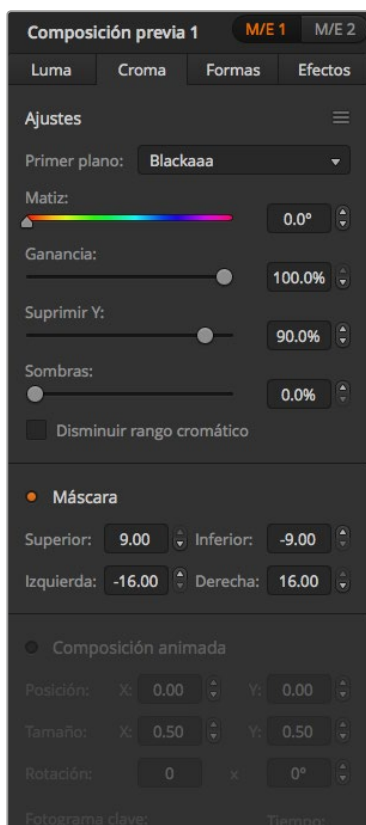 Composición previa 1 M/E 1 M/E 2
Luma Croma Formas Efectos
Ajustes
Primer plano: Blackaaa
Matiz:
0.0°
Ganancia:
100.0%
Suprimir Y:
90.0%
Sombras:
0.0%
Disminuir rango cromático
Máscara
Superior: 9.00 Inferior: -9.00
Izquierda: -16.00 Derecha: 16.00
Composición animada
Posición: X: 0.00 Y: 0.00
Tamaño: X: 0.50 Y: 0.50
Rotación: 0 x 0°
Fotograma clave: Tiempo: